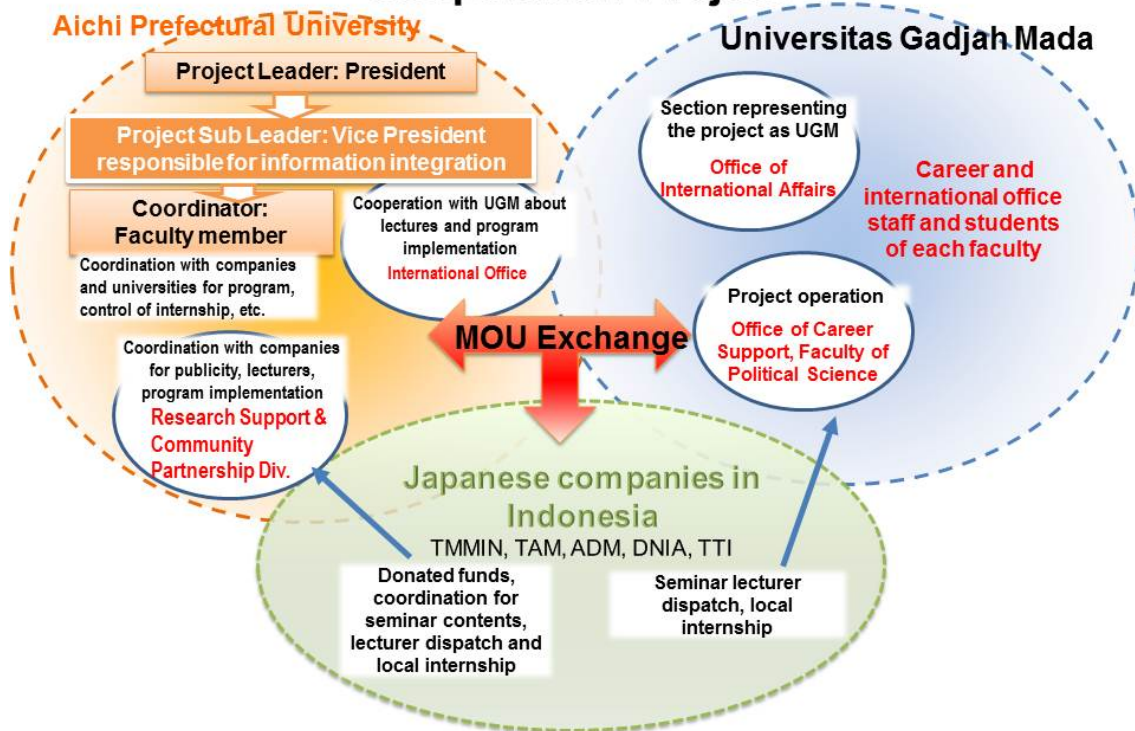 Aichi Prefectural University
Project Leader: President
Project Sub Leader: Vice President
responsible for information integration
Coordinator:
Faculty member
Coordination with companies
and universities for program,
control of internship, etc.
Cooperation with UGM about
lectures and program
implementation
International Office
Coordination with companies
for publicity, lecturers,
program implementation
Research Support &
Community
Partnership Div.
Universitas Gadjah Mada
Section representing
the project as UGM
Office of
International Affairs
Career and
international office
staff and students
of each faculty
Project operation
Office of Career
Support, Faculty of
Political Science
MOU Exchange
Japanese companies in
Indonesia
TMMIN, TAM, ADM, DNIA, TTI
Donated funds,
coordination for
seminar contents,
lecturer dispatch and
local internship
Seminar lecturer
dispatch, local
internship